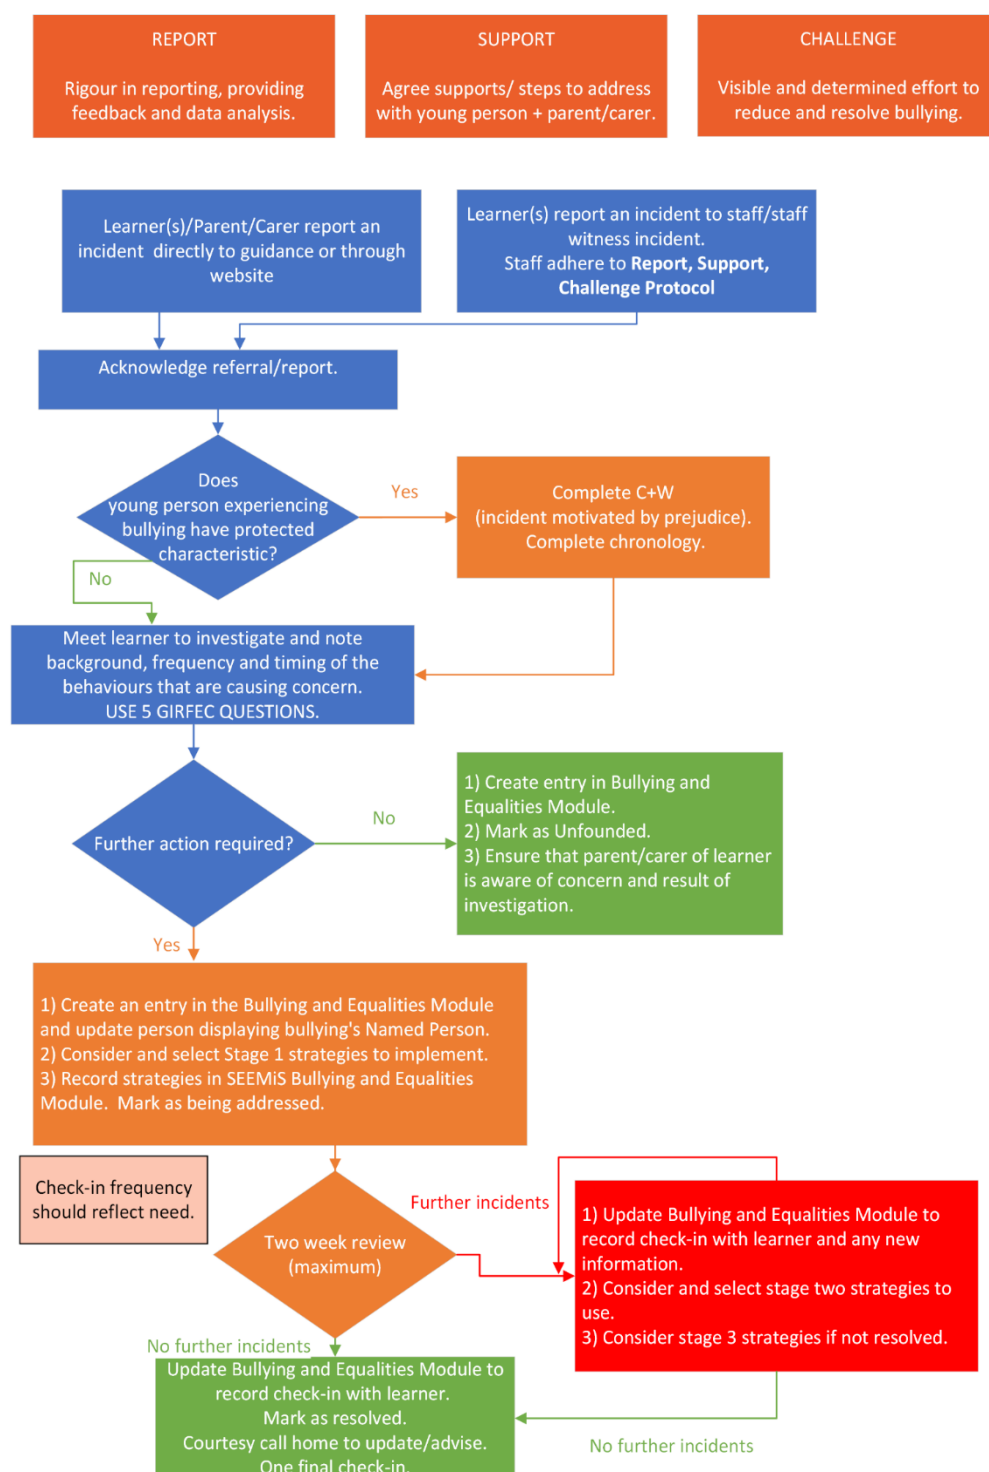 REPORT
Rigour in reporting, providing
feedback and data analysis.
SUPPORT
Agree supports/ steps to address
with young person + parent/carer.
CHALLENGE
Visible and determined effort to
reduce and resolve bullying.
Learner(s)/Parent/Carer report an
incident directly to guidance or through
website
Learner(s) report an incident to staff/staff
witness incident.
Staff adhere to Report, Support,
Challenge Protocol
Acknowledge referral/report.
Does
young person experiencing
bullying have protected
characteristic?
Yes
Complete C+W
(incident motivated by prejudice).
Complete chronology.
No
Meet learner to investigate and note
background, frequency and timing of the
behaviours that are causing concern.
USE 5 GIRFEC QUESTIONS.
Further action required?
No
1) Create entry in Bullying and
Equalities Module.
2) Mark as Unfounded.
3) Ensure that parent/carer of learner
is aware of concern and result of
investigation.
Yes
1) Create an entry in the Bullying and Equalities Module
and update person displaying bullying's Named Person.
2) Consider and select Stage 1 strategies to implement.
3) Record strategies in SEEMiS Bullying and Equalities
Module. Mark as being addressed.
Check-in frequency
should reflect need.
Two week review
(maximum)
Further incidents
1) Update Bullying and Equalities Module to
record check-in with learner and any new
information.
2) Consider and select stage two strategies to
use.
3) Consider stage 3 strategies if not resolved.
No further incidents
Update Bullying and Equalities Module to
record check-in with learner.
Mark as resolved.
Courtesy call home to update/advise.
One final check-in.
No further incidents